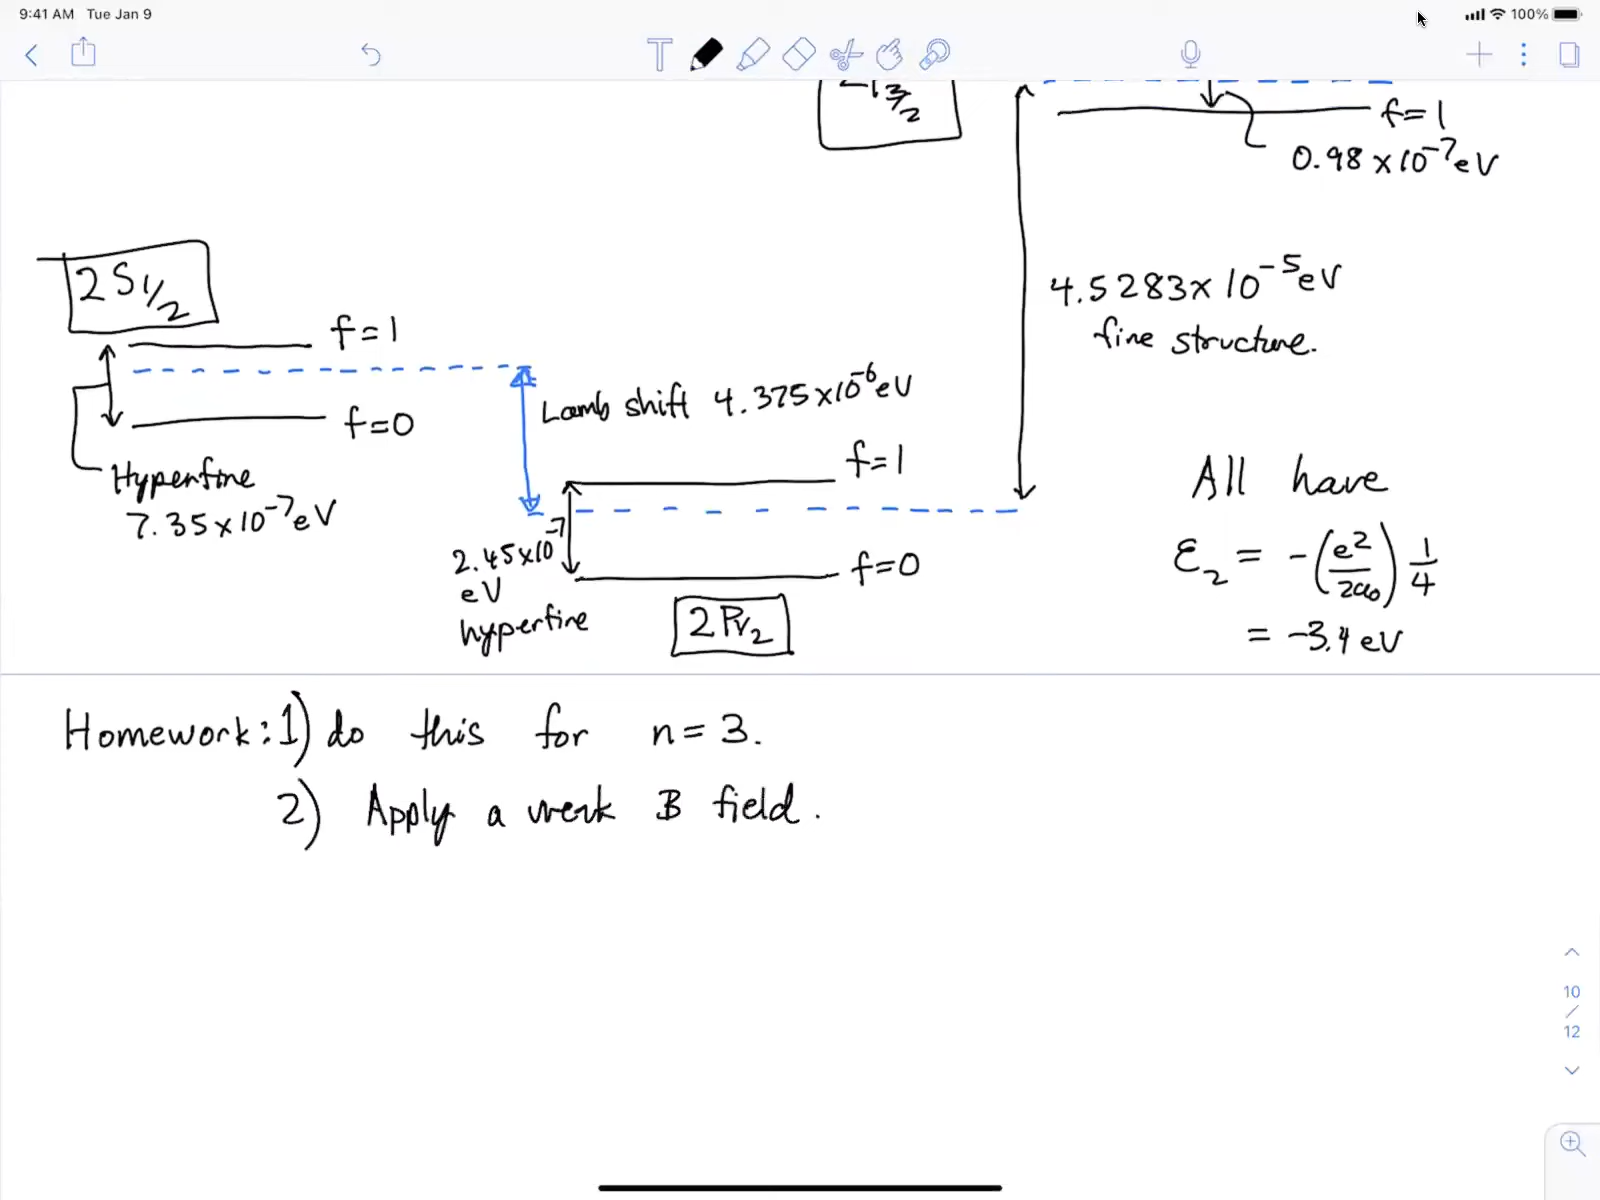 9:41 AM Tue Jan 9
100%
f=1
0.98 x 10^-7 eV
2S1/2
f=1
f=0
Hyperfine
7.35 x 10^-7 eV
4.5283 x 10^-5 eV
fine structure.
Lamb shift 4.375 x 10^-6 eV
f=1
f=0
2.45 x 10^-7
eV
hyperfine
2P1/2
All have
ε2 = -(e^2/2a0) 1/4
= -3.4 eV
Homework: 1) do this for n = 3.
2) Apply a weak B field.
10
/
12